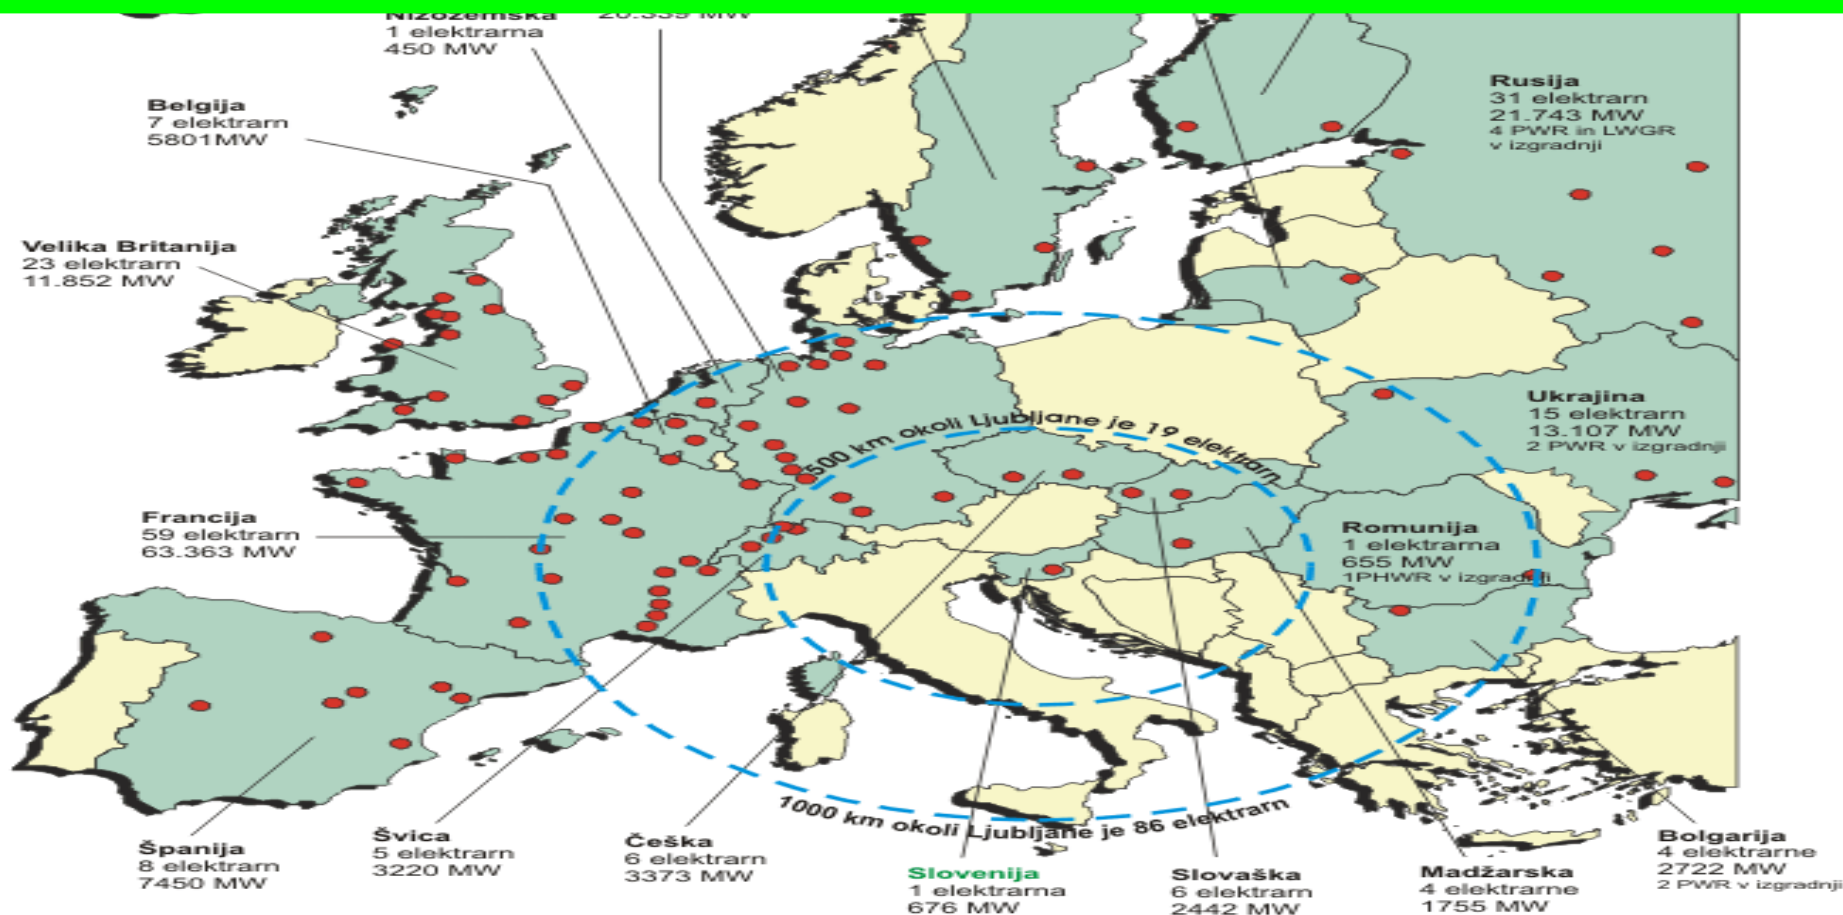 Nizozemska
1 elektrarna
450 MW
20.339 MW
Belgija
7 elektrarn
5801MW
Rusija
31 elektrarn
21.743 MW
4 PWR in LWGR
v izgradnji
Velika Britanija
23 elektrarn
11.852 MW
Ukrajina
15 elektrarn
13.107 MW
2 PWR v izgradnji
500 km okoli Ljubljane je 19 elektrarn
Francija
59 elektrarn
63.363 MW
Romunija
1 elektrarna
655 MW
1PHWR v izgradnji
1000 km okoli Ljubljane je 86 elektrarn
Španija
8 elektrarn
7450 MW
Švica
5 elektrarn
3220 MW
Češka
6 elektrarn
3373 MW
Slovenija
1 elektrarna
676 MW
Slovaška
6 elektrarn
2442 MW
Madžarska
4 elektrarne
1755 MW
Bolgarija
4 elektrarne
2722 MW
2 PWR v izgradnji